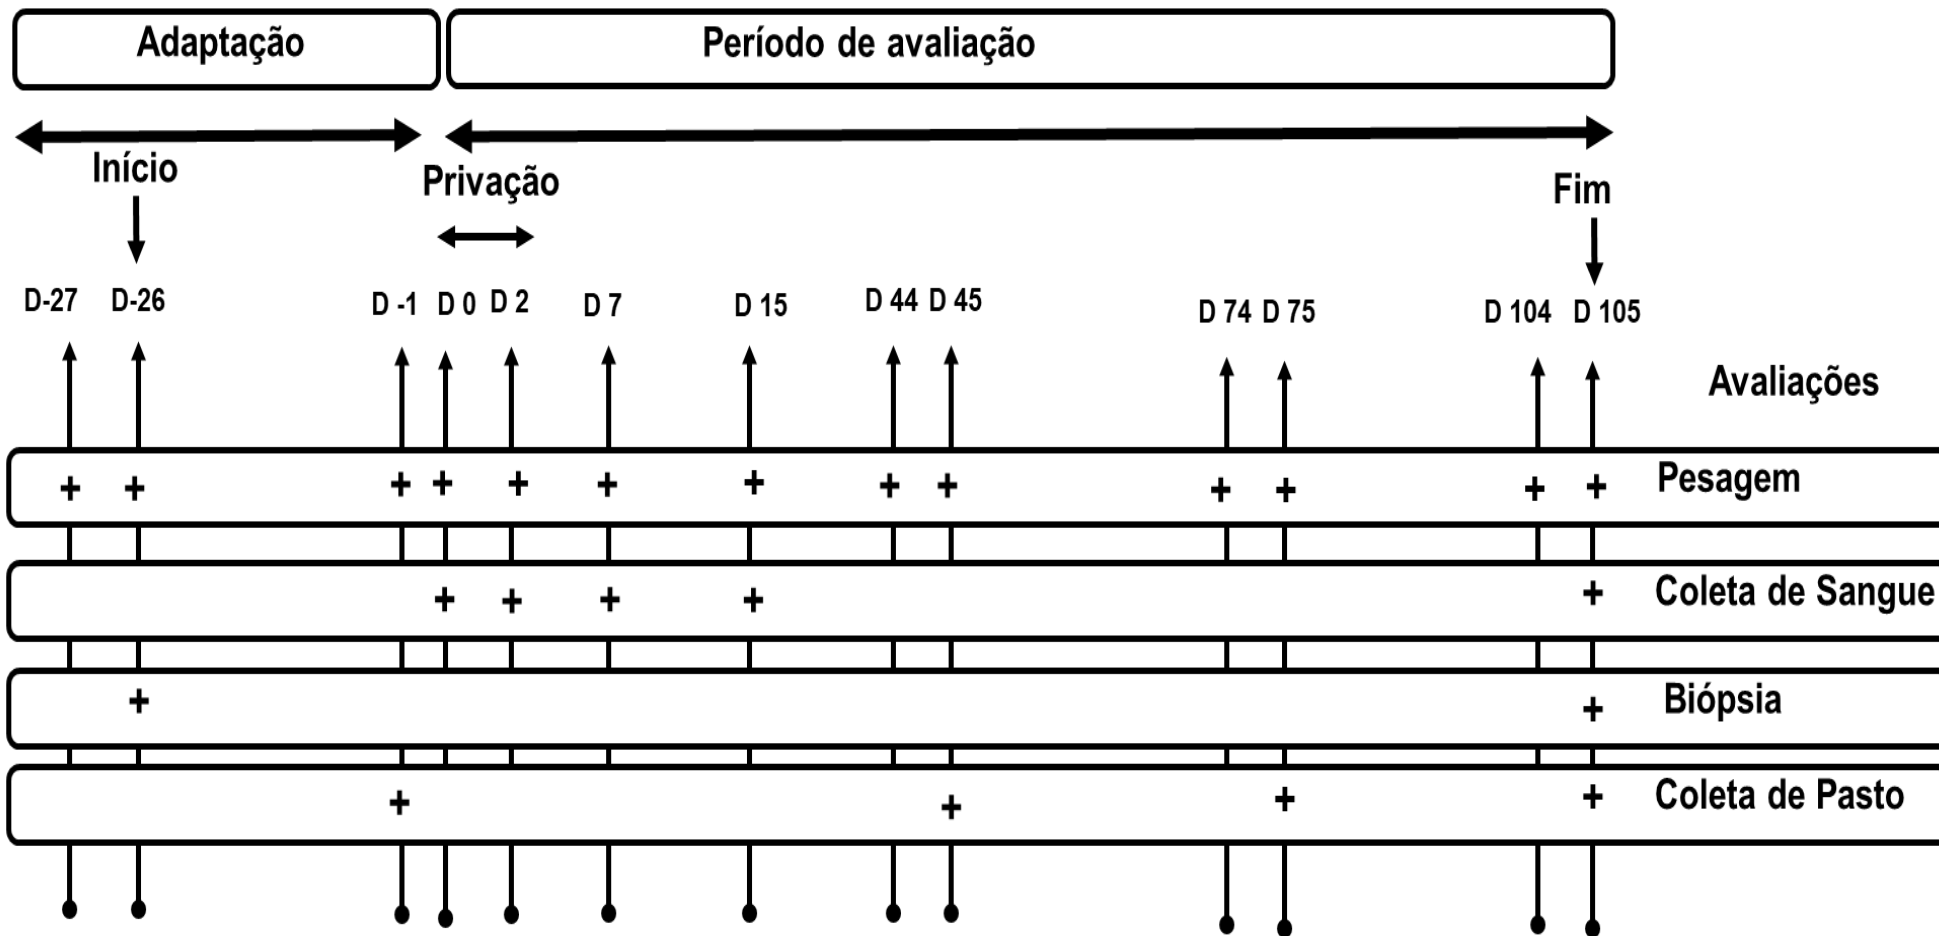 Adaptação
Período de avaliação
Início
Privação
Fim
D-27 D-26 D -1 D 0 D 2 D 7 D 15 D 44 D 45 D 74 D 75 D 104 D 105
Avaliações
+ + + + + + + + + + + + + Pesagem
+ + + + + Coleta de Sangue
+ + Biópsia
+ + + + Coleta de Pasto